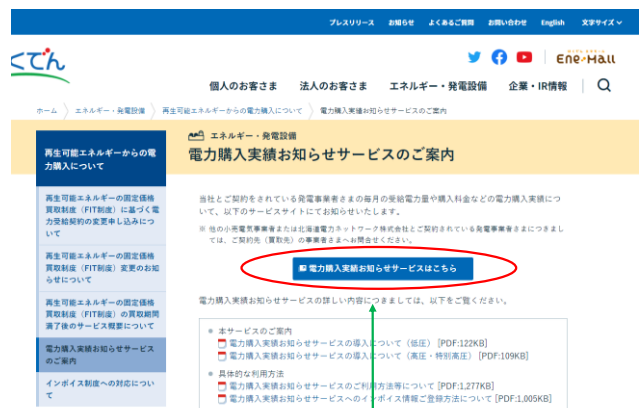 プレスリリース お知らせ よくあるご質問 お問い合わせ English 文字サイズ
くでん
Ene・Hall
個人のお客さま 法人のお客さま エネルギー・発電設備 企業・IR情報
ホーム 〉 エネルギー・発電設備 〉 再生可能エネルギーからの電力購入について 〉 電力購入実績お知らせサービスのご案内
エネルギー・発電設備
電力購入実績お知らせサービスのご案内
再生可能エネルギーからの電
力購入について
再生可能エネルギーの固定価格
買取制度（FIT制度）に基づく電
力受給契約の変更申し込みにつ
いて
再生可能エネルギーの固定価格
買取制度（FIT制度）変更のお知
らせについて
再生可能エネルギーの固定価格
買取制度（FIT制度）の買取期間
満了後のサービス概要について
電力購入実績お知らせサービス
のご案内
インボイス制度への対応につい
て
当社とご契約をされている発電事業者さまの毎月の受給電力量や購入料金などの電力購入実績につ
いて、以下のサービスサイトにてお知らせいたします。
※ 他の小売電気事業者または北海道電力ネットワーク株式会社とご契約されている発電事業者さまにつきまし
ては、ご契約先（買取先）の事業者さまへお問合せください。
電力購入実績お知らせサービスはこちら
電力購入実績お知らせサービスの詳しい内容につきましては、以下をご覧ください。
本サービスのご案内
電力購入実績お知らせサービスの導入について（低圧） [PDF:122KB]
電力購入実績お知らせサービスの導入について（高圧・特別高圧） [PDF:109KB]
具体的な利用方法
電力購入実績お知らせサービスのご利用方法等について [PDF:1,277KB]
電力購入実績お知らせサービスへのインボイス情報ご登録方法について [PDF:1,005KB]